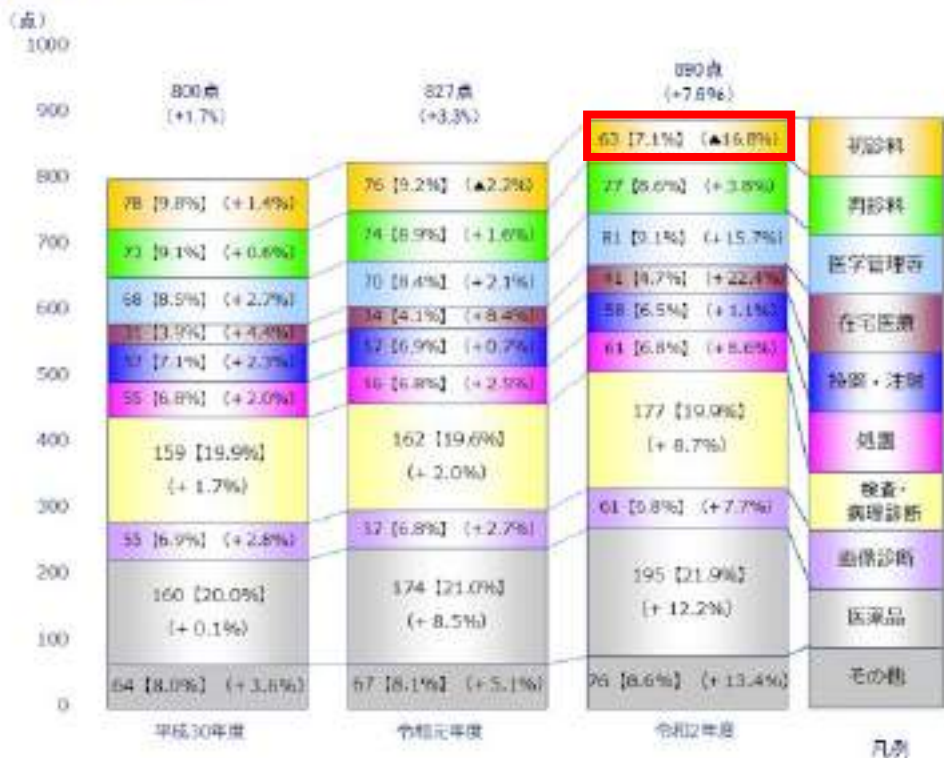 (点)
1000
900
800
700
600
500
400
300
200
100
0
800点
(+1.7%)
78【9.8%】(+1.4%)
73【9.1%】(+0.6%)
68【8.5%】(+2.7%)
31【3.9%】(+4.4%)
57【7.1%】(+2.3%)
55【6.8%】(+2.0%)
159【19.9%】
(+ 1.7%)
55【6.9%】(+2.8%)
160【20.0%】
(+ 0.1%)
64【8.0%】(+3.6%)
平成30年度
827点
(+3.3%)
76【9.2%】(▲2.2%)
74【8.9%】(+1.6%)
70【8.4%】(+2.1%)
34【4.1%】(+8.4%)
57【6.9%】(+0.7%)
56【6.8%】(+2.5%)
162【19.6%】
(+ 2.0%)
57【6.8%】(+2.7%)
174【21.0%】
(+ 8.5%)
67【8.1%】(+5.1%)
令和元年度
890点
(+7.6%)
63【7.1%】(▲16.8%)
77【8.6%】(+3.8%)
81【9.1%】(+15.7%)
41【4.7%】(+22.4%)
58【6.5%】(+1.1%)
61【6.8%】(+8.6%)
177【19.9%】
(+ 8.7%)
61【6.8%】(+7.7%)
195【21.9%】
(+ 12.2%)
76【8.6%】(+13.4%)
令和2年度
初診料
再診料
医学管理等
在宅医療
投薬・注射
処置
検査・
病理診断
画像診断
医薬品
その他
凡例